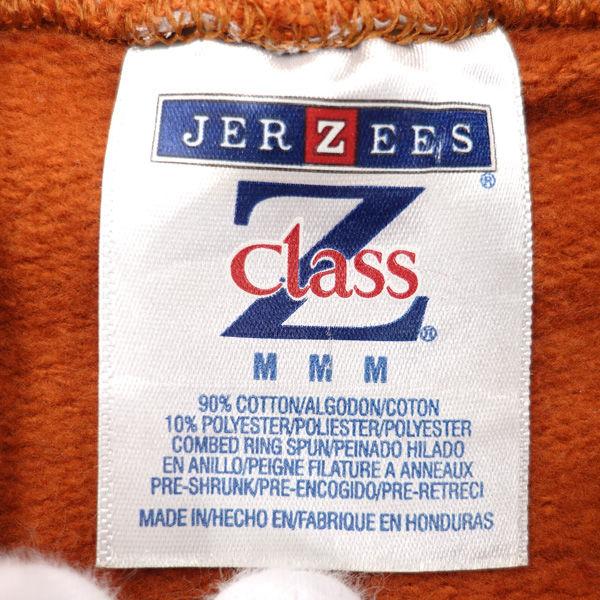 JERZEES
®
Z class
®
M M M
90% COTTON/ALGODON/COTON
10% POLYESTER/POLIESTER/POLYESTER
COMBED RING SPUN/PEINADO HILADO
EN ANILLO/PEIGNE FILATURE A ANNEAUX
PRE-SHRUNK/PRE-ENCOGIDO/PRE-RETRECI
MADE IN/HECHO EN/FABRIQUE EN HONDURAS